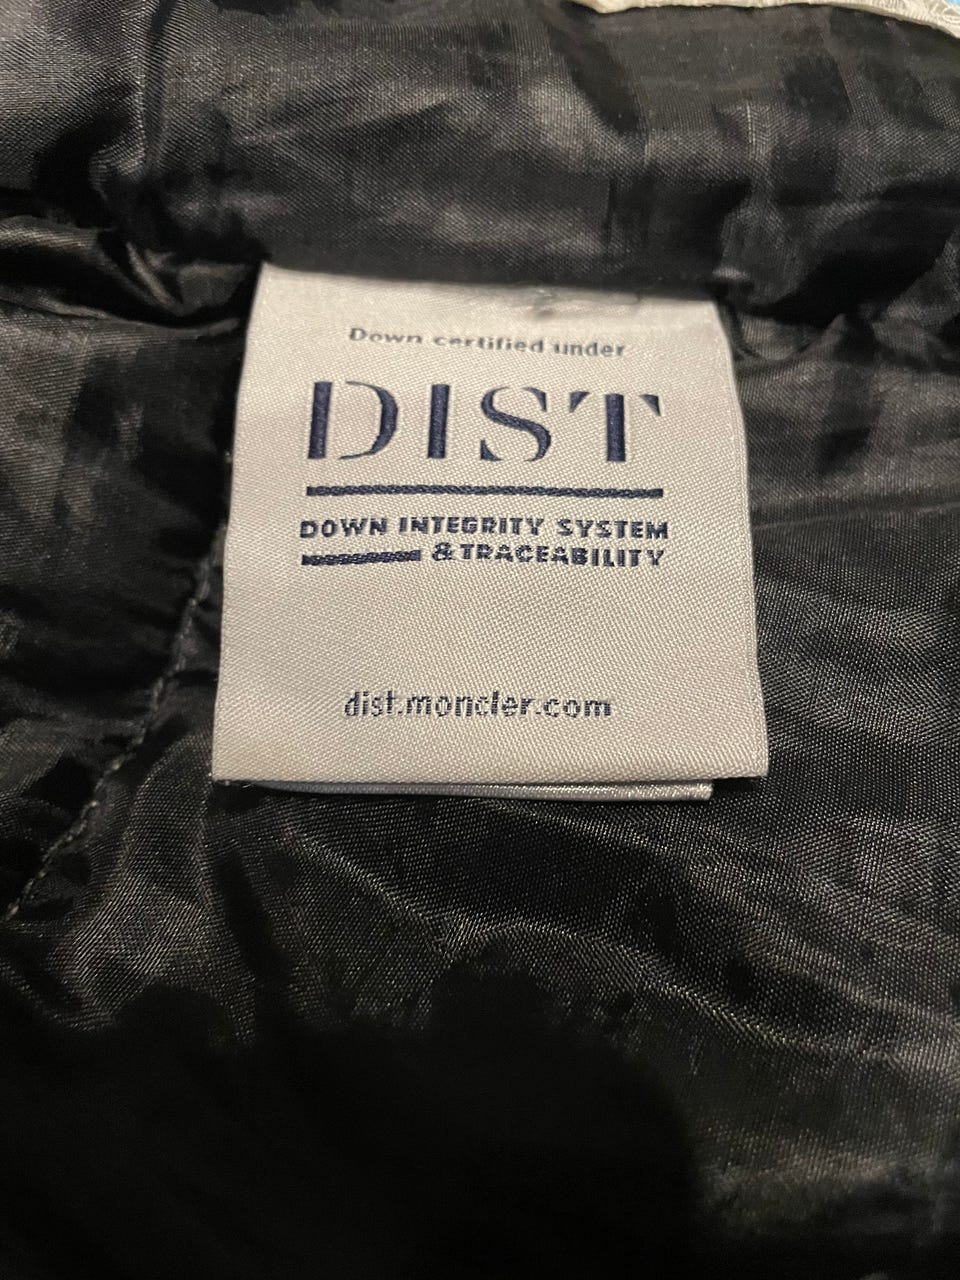 Down certified under
DIST
DOWN INTEGRITY SYSTEM
& TRACEABILITY
dist.moncler.com